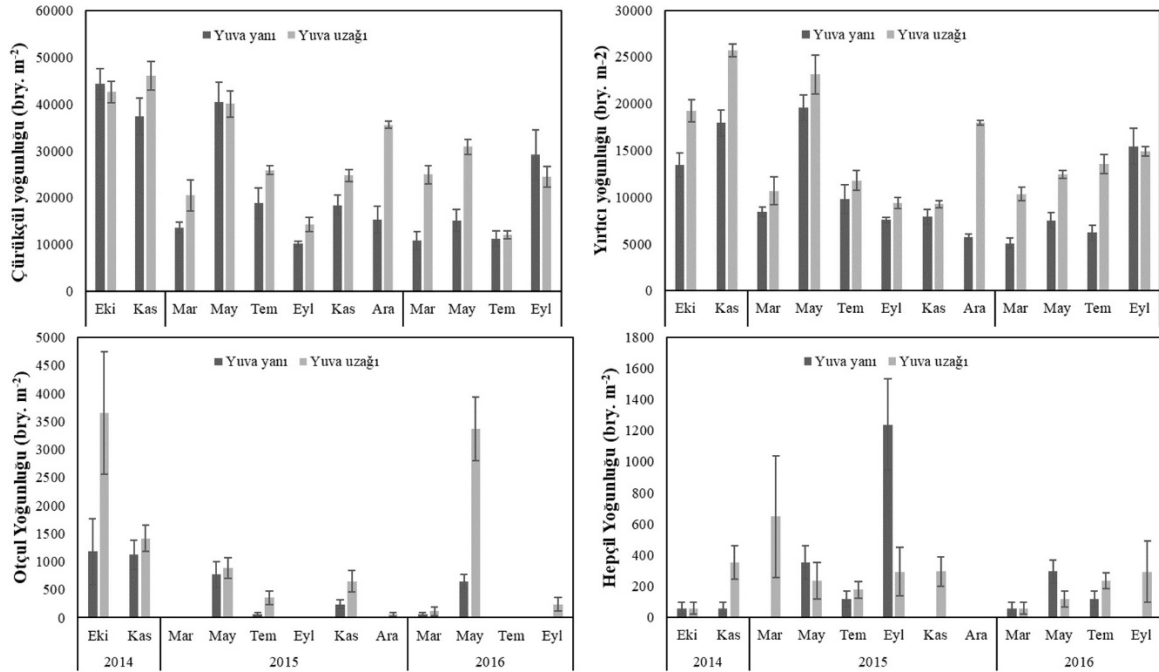 Çürükçül yoğunluğu (bry. m-2)
Yuva yanı Yuva uzağı
50000
40000
30000
20000
10000
0
Eki Kas Mar May Tem Eyl Kas Ara Mar May Tem Eyl
Yırtıcı yoğunluğu (bry. m-2)
30000
Yuva yanı Yuva uzağı
25000
20000
15000
10000
5000
0
Eki Kas Mar May Tem Eyl Kas Ara Mar May Tem Eyl
Otçul Yoğunluğu (bry. m-2)
5000
Yuva yanı Yuva uzağı
4500
4000
3500
3000
2500
2000
1500
1000
500
0
Eki Kas Mar May Tem Eyl Kas Ara Mar May Tem Eyl
2014 2015 2016
Hepçil Yoğunluğu (bry. m-2)
1800
Yuva yanı Yuva uzağı
1600
1400
1200
1000
800
600
400
200
0
Eki Kas Mar May Tem Eyl Kas Ara Mar May Tem Eyl
2014 2015 2016